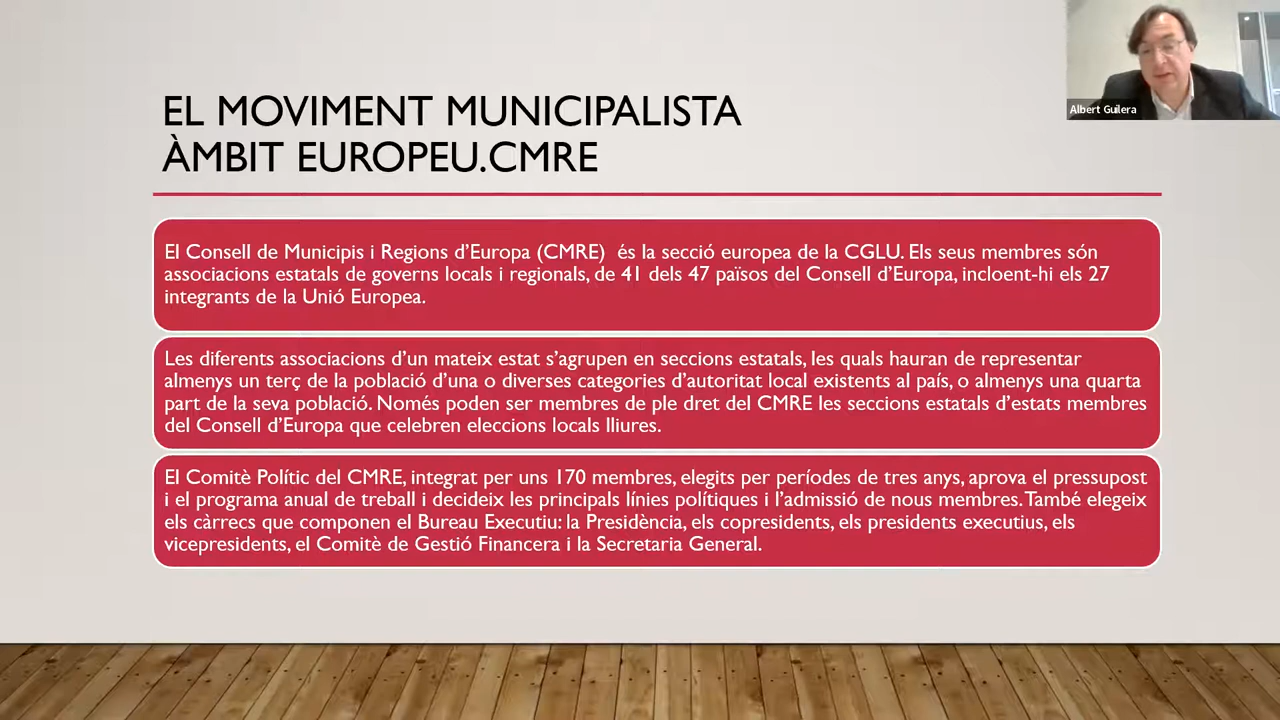 EL MOVIMENT MUNICIPALISTA
ÀMBIT EUROPEU.CMRE
Albert Guilera
El Consell de Municipis i Regions d'Europa (CMRE)  és la secció europea de la CGLU. Els seus membres són
associacions estatals de governs locals i regionals, de 41 dels 47 països del Consell d'Europa, incloent-hi els 27
integrants de la Unió Europea.
Les diferents associacions d'un mateix estat s'agrupen en seccions estatals, les quals hauran de representar
almenys un terç de la població d'una o diverses categories d'autoritat local existents al país, o almenys una quarta
part de la seva població. Només poden ser membres de ple dret del CMRE les seccions estatals d'estats membres
del Consell d'Europa que celebren eleccions locals lliures.
El Comitè Polític del CMRE, integrat per uns 170 membres, elegits per períodes de tres anys, aprova el pressupost
i el programa anual de treball i decideix les principals línies polítiques i l'admissió de nous membres. També elegeix
els càrrecs que componen el Bureau Executiu: la Presidència, els copresidents, els presidents executius, els
vicepresidents, el Comitè de Gestió Financera i la Secretaria General.